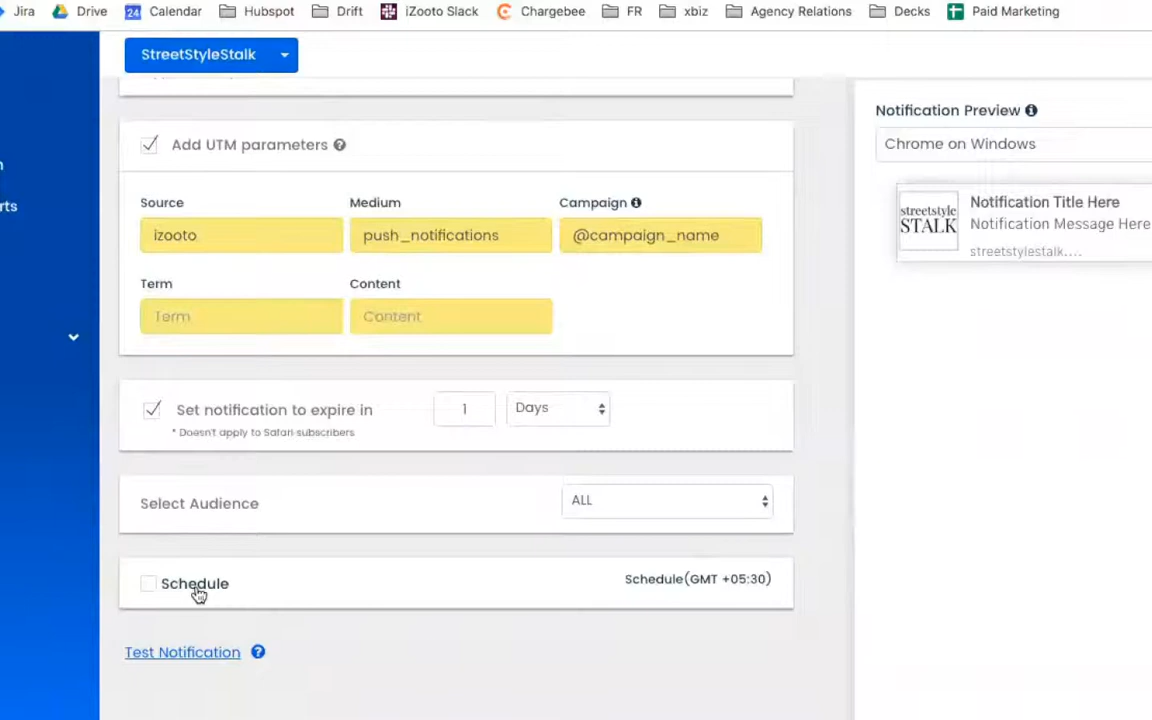 Jira Drive 24 Calendar Hubspot Drift iZooto Slack Chargebee FR xbiz Agency Relations Decks Paid Marketing
StreetStyleStalk
Notification Preview
Add UTM parameters
Chrome on Windows
Source Medium Campaign
izooto push_notifications @campaign_name
streetstyle
STALK
Notification Title Here
Notification Message Here
streetstylestalk....
Term Content
Term Content
Set notification to expire in 1 Days
* Doesn't apply to Safari subscribers
Select Audience ALL
Schedule Schedule(GMT +05:30)
Test Notification